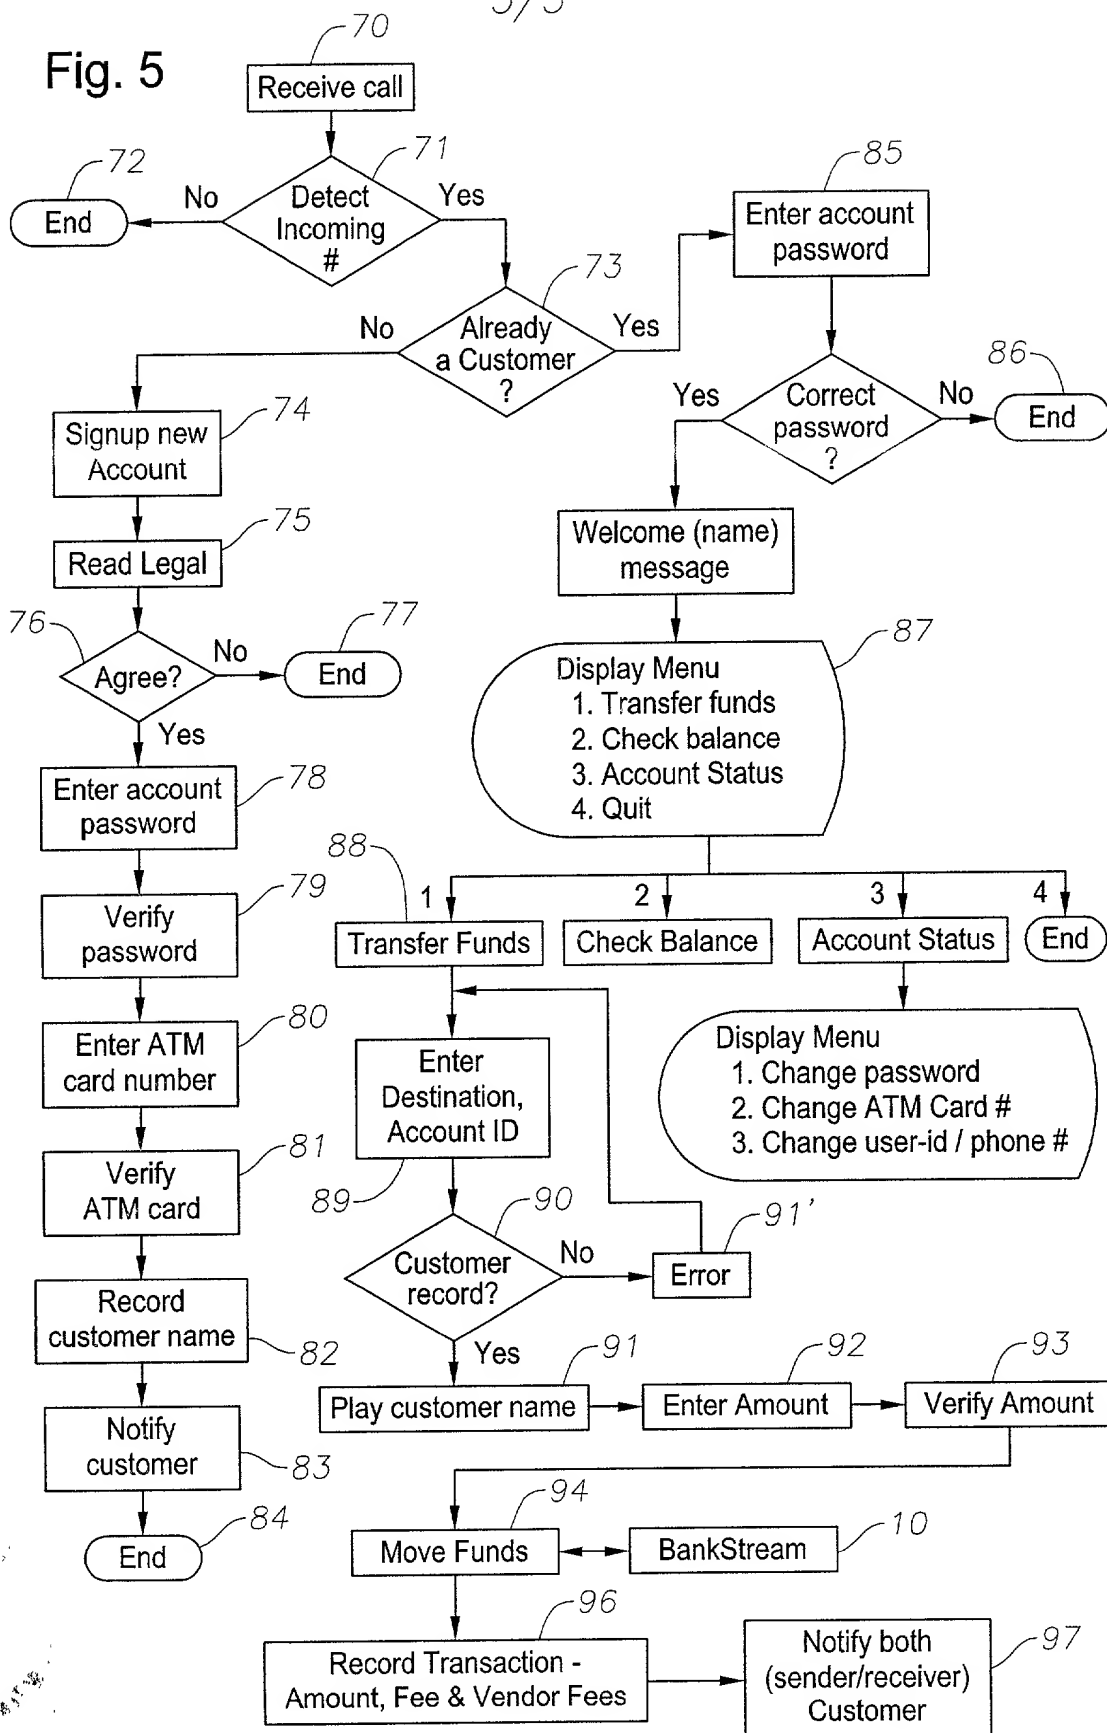 5/5
Fig. 5
70
Receive call
71
Detect
Incoming
#
No
Yes
72
End
73
Already
a Customer
?
No
Yes
85
Enter account
password
Correct
password
?
Yes
No
86
End
74
Signup new
Account
75
Read Legal
76
Agree?
No
77
End
Yes
78
Enter account
password
79
Verify
password
80
Enter ATM
card number
81
Verify
ATM card
82
Record
customer name
83
Notify
customer
84
End
Welcome (name)
message
87
Display Menu
1. Transfer funds
2. Check balance
3. Account Status
4. Quit
88
1
Transfer Funds
2
Check Balance
3
Account Status
4
End
Display Menu
1. Change password
2. Change ATM Card #
3. Change user-id / phone #
Enter
Destination,
Account ID
89
90
Customer
record?
No
91'
Error
Yes
91
Play customer name
92
Enter Amount
93
Verify Amount
94
Move Funds
10
BankStream
96
Record Transaction -
Amount, Fee & Vendor Fees
97
Notify both
(sender/receiver)
Customer